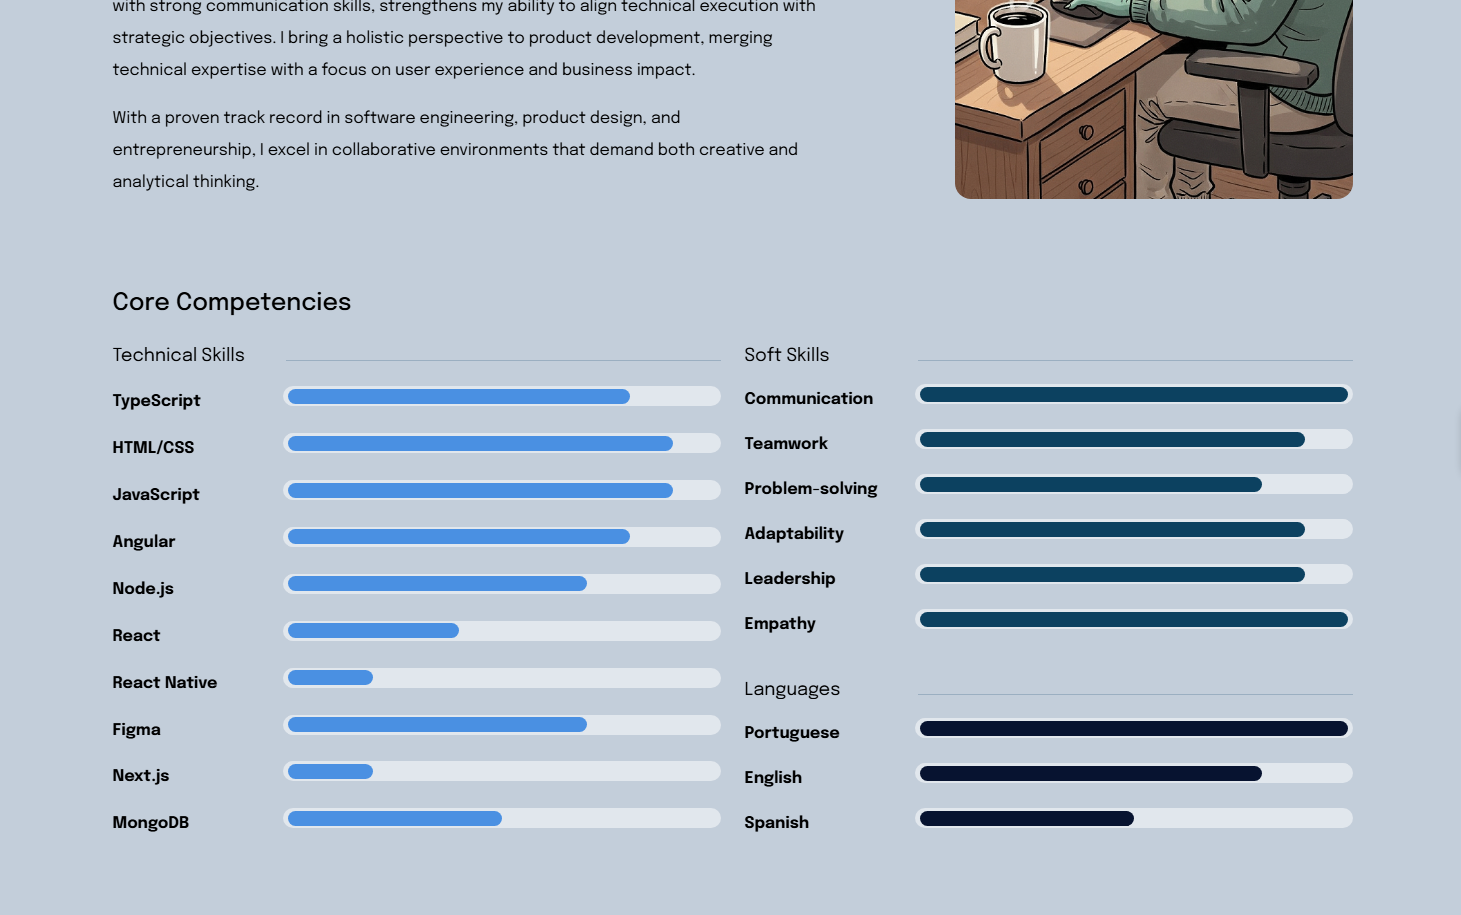 with strong communication skills, strengthens my ability to align technical execution with
strategic objectives. I bring a holistic perspective to product development, merging
technical expertise with a focus on user experience and business impact.
With a proven track record in software engineering, product design, and
entrepreneurship, I excel in collaborative environments that demand both creative and
analytical thinking.
Core Competencies
Technical Skills
TypeScript
HTML/CSS
JavaScript
Angular
Node.js
React
React Native
Figma
Next.js
MongoDB
Soft Skills
Communication
Teamwork
Problem-solving
Adaptability
Leadership
Empathy
Languages
Portuguese
English
Spanish